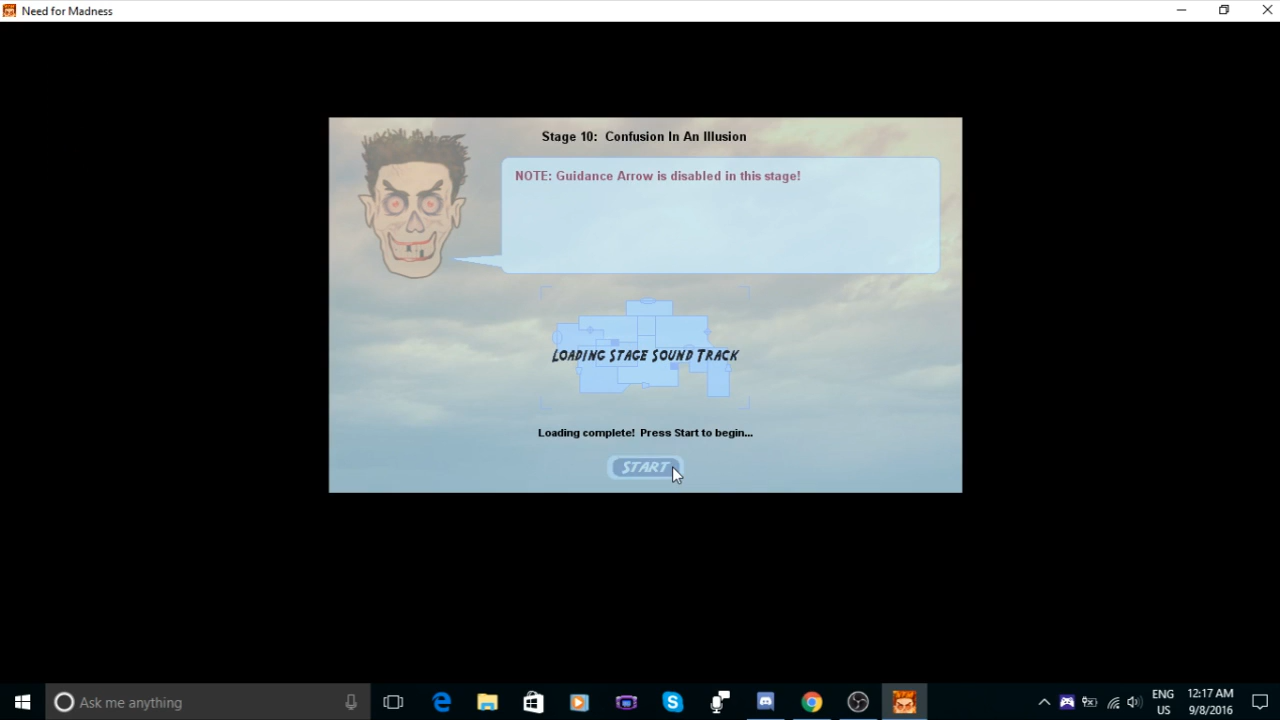 Need for Madness
Stage 10: Confusion In An Illusion
NOTE: Guidance Arrow is disabled in this stage!
Loading Stage Sound Track
Loading complete! Press Start to begin...
START
Ask me anything
ENG
US
12:17 AM
9/8/2016